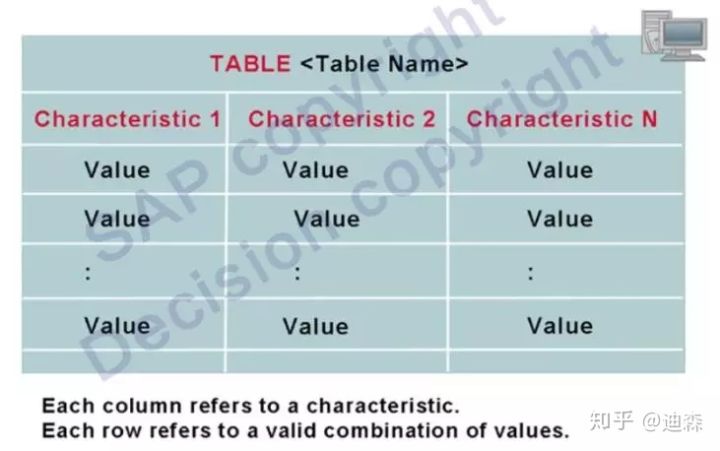 TABLE <Table Name>
Characteristic 1 Characteristic 2 Characteristic N
Value Value Value
Value Value Value
: : :
Value Value Value
SAP copyright
Decision copyright
Each column refers to a characteristic.
Each row refers to a valid combination of values.
知乎 @迪森